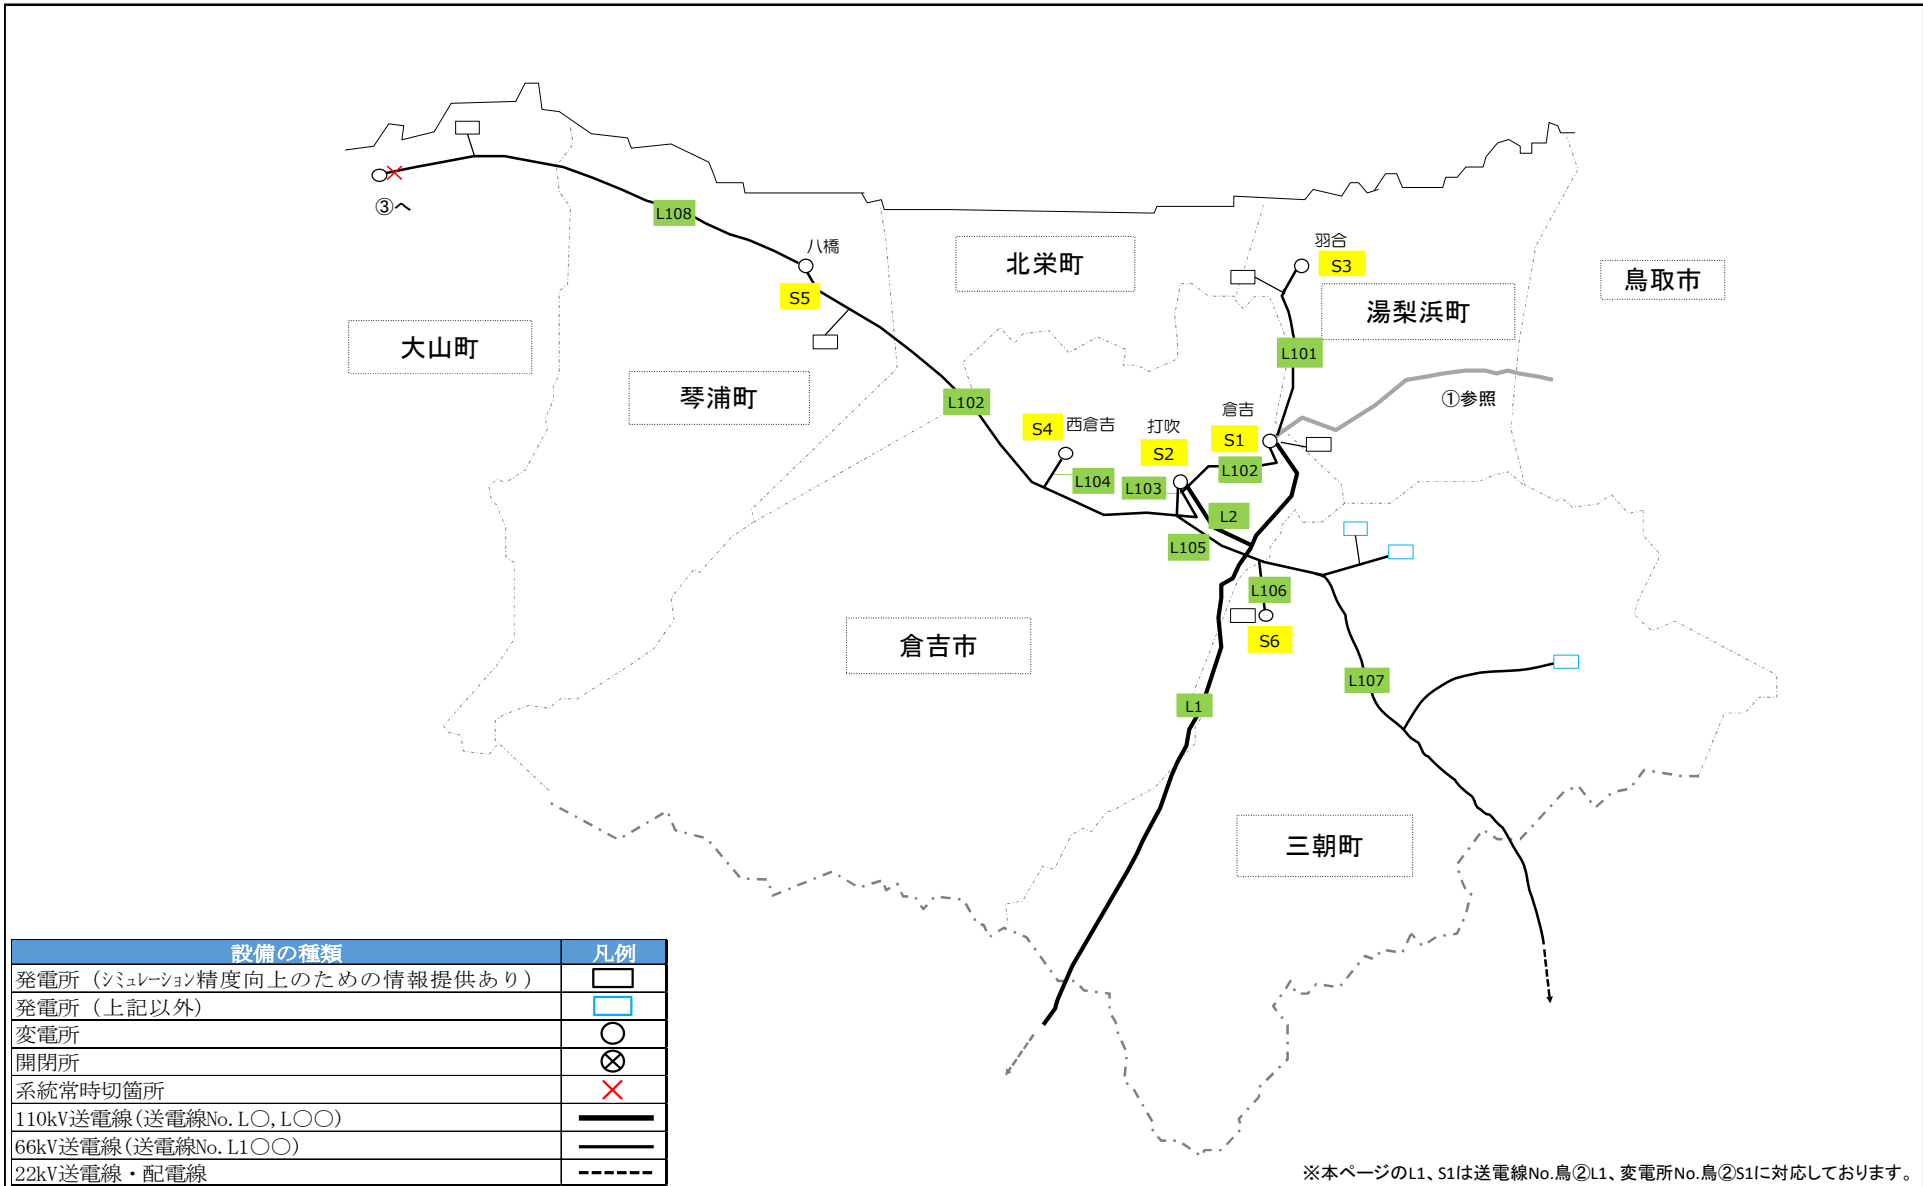 ③へ
L108
八橋
S5
北栄町
羽合
S3
湯梨浜町
鳥取市
大山町
琴浦町
L101
①参照
L102
S4
西倉吉
打吹
S2
倉吉
S1
L102
L104
L103
L2
L105
L106
S6
倉吉市
L107
L1
三朝町
設備の種類 凡例
発電所（シミュレーション精度向上のための情報提供あり）
発電所（上記以外）
変電所
開閉所
系統常時切箇所
110kV送電線(送電線No.L〇,L〇〇)
66kV送電線(送電線No.L1〇〇)
22kV送電線・配電線
※本ページのL1、S1は送電線No.鳥②L1、変電所No.鳥②S1に対応しております。